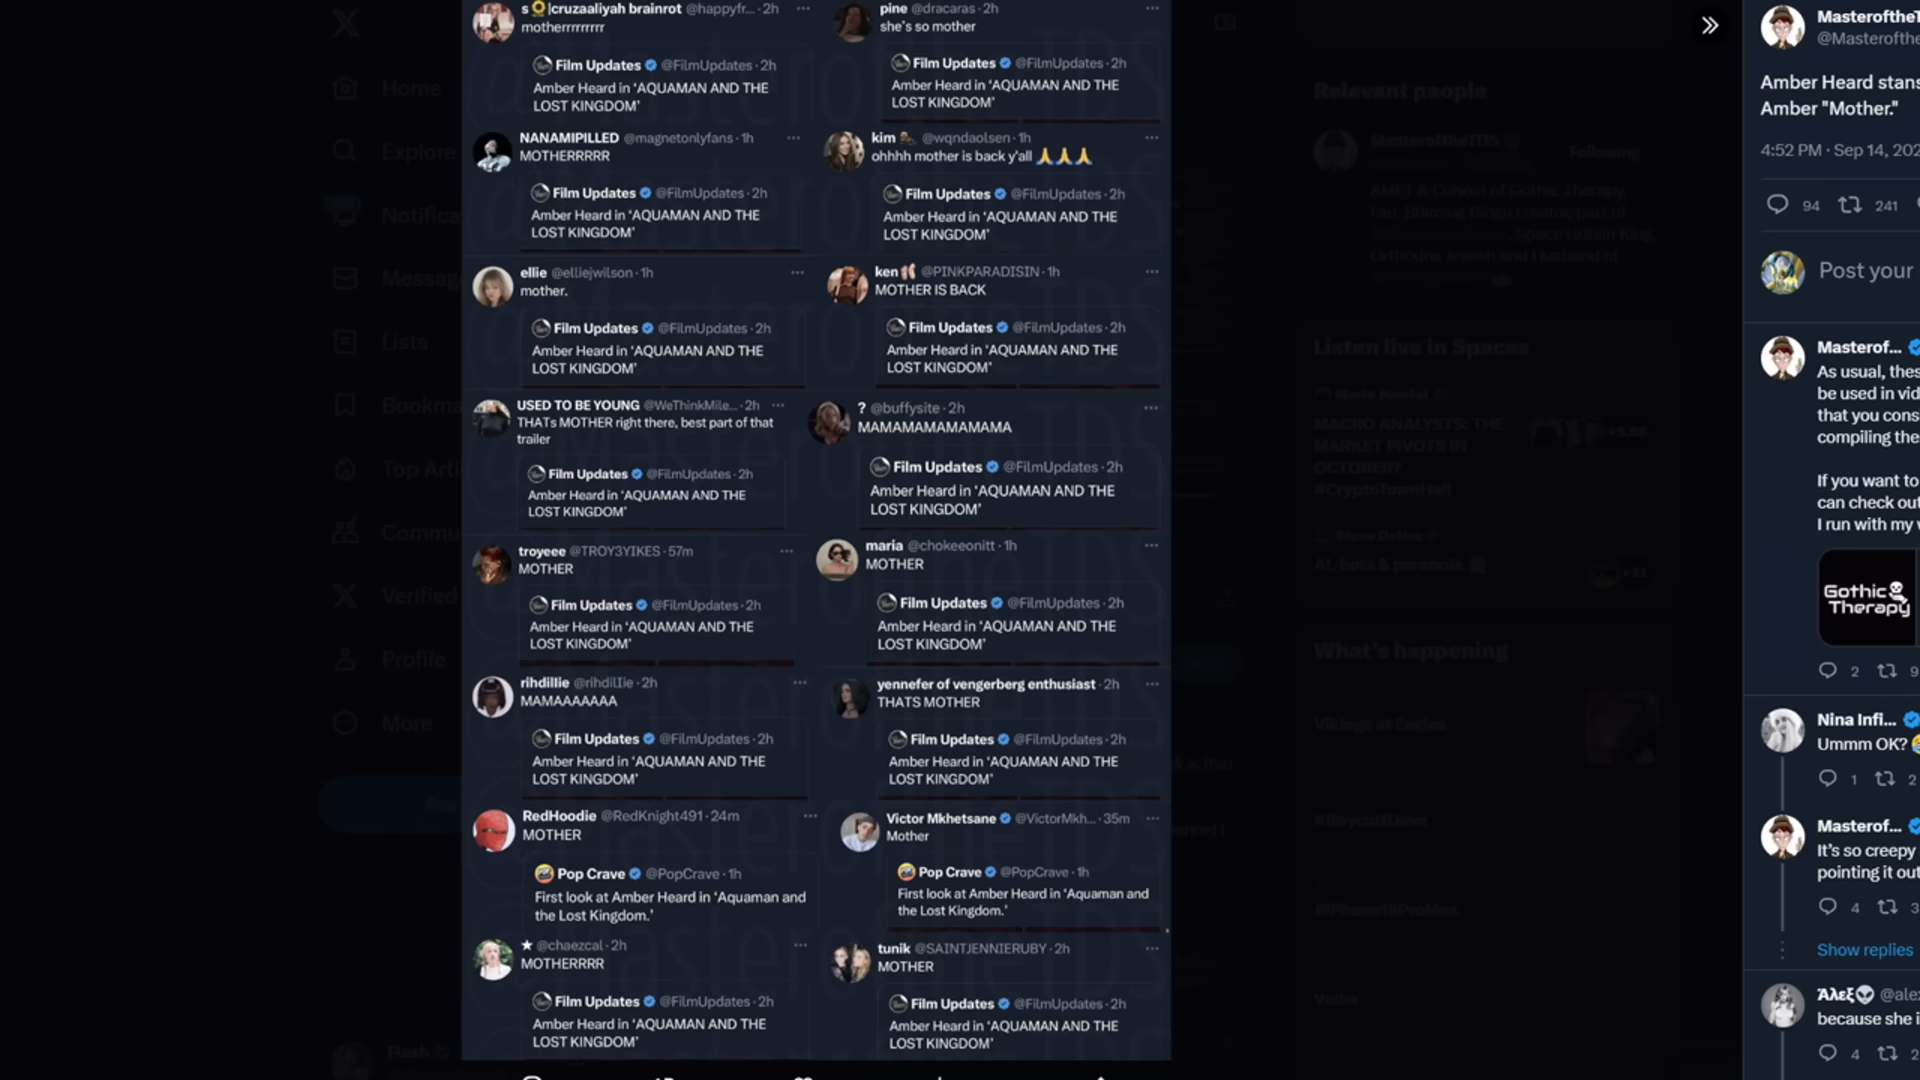 s🌻|cruzaaliyah brainrot @happyfr... · 2h
motherrrrrrrrr
Film Updates @FilmUpdates · 2h
Amber Heard in 'AQUAMAN AND THE
LOST KINGDOM'
pine @dracaras · 2h
she's so mother
Film Updates @FilmUpdates · 2h
Amber Heard in 'AQUAMAN AND THE
LOST KINGDOM'
NANAMIPILLED @magnetonlyfans · 1h
MOTHERRRRR
Film Updates @FilmUpdates · 2h
Amber Heard in 'AQUAMAN AND THE
LOST KINGDOM'
kim @wqndaolsen · 1h
ohhhh mother is back y'all 🙏🙏🙏
Film Updates @FilmUpdates · 2h
Amber Heard in 'AQUAMAN AND THE
LOST KINGDOM'
ellie @elliejwilson · 1h
mother.
Film Updates @FilmUpdates · 2h
Amber Heard in 'AQUAMAN AND THE
LOST KINGDOM'
ken @PINKPARADISIN · 1h
MOTHER IS BACK
Film Updates @FilmUpdates · 2h
Amber Heard in 'AQUAMAN AND THE
LOST KINGDOM'
USED TO BE YOUNG @WeThinkMile... · 2h
THATs MOTHER right there, best part of that
trailer
Film Updates @FilmUpdates · 2h
Amber Heard in 'AQUAMAN AND THE
LOST KINGDOM'
? @buffysite · 2h
MAMAMAMAMAMAMA
Film Updates @FilmUpdates · 2h
Amber Heard in 'AQUAMAN AND THE
LOST KINGDOM'
troyeee @TROY3YIKES · 57m
MOTHER
Film Updates @FilmUpdates · 2h
Amber Heard in 'AQUAMAN AND THE
LOST KINGDOM'
maria @chokeeonitt · 1h
MOTHER
Film Updates @FilmUpdates · 2h
Amber Heard in 'AQUAMAN AND THE
LOST KINGDOM'
rihdillie @rihdilIie · 2h
MAMAAAAAAA
Film Updates @FilmUpdates · 2h
Amber Heard in 'AQUAMAN AND THE
LOST KINGDOM'
yennefer of vengerberg enthusiast · 2h
THATS MOTHER
Film Updates @FilmUpdates · 2h
Amber Heard in 'AQUAMAN AND THE
LOST KINGDOM'
RedHoodie @RedKnight491 · 24m
MOTHER
Pop Crave @PopCrave · 1h
First look at Amber Heard in 'Aquaman and
the Lost Kingdom.'
Victor Mkhetsane @VictorMkh... · 35m
Mother
Pop Crave @PopCrave · 1h
First look at Amber Heard in 'Aquaman and
the Lost Kingdom.'
★ @chaezcal · 2h
MOTHERRRR
Film Updates @FilmUpdates · 2h
Amber Heard in 'AQUAMAN AND THE
LOST KINGDOM'
tunik @SAINTJENNIERUBY · 2h
MOTHER
Film Updates @FilmUpdates · 2h
Amber Heard in 'AQUAMAN AND THE
LOST KINGDOM'
Home
Explore
Notifica
Messag
Lists
Bookma
Top Arti
Commu
Verified
Profile
More
Relevant people
MasteroftheTDS
Following
Listen live in Spaces
MACRO ANALYSTS: THE
MARKET PIVOTS IN
OCTOBER?
#CryptoTownHall
What's happening
Vikings at Eagles
MasteroftheT
@Masterofthe
Amber Heard stans
Amber "Mother."
4:52 PM · Sep 14, 202
94 241
Post your
Masterof...
As usual, thes
be used in vid
that you cons
compiling the
If you want to
can check out
I run with my w
Gothic
Therapy
2 9
Nina Infi...
Ummm OK?
1 2
Masterof...
It's so creepy
pointing it out
4 3
Show replies
Άλεξ👽 @ale
because she i
4 2